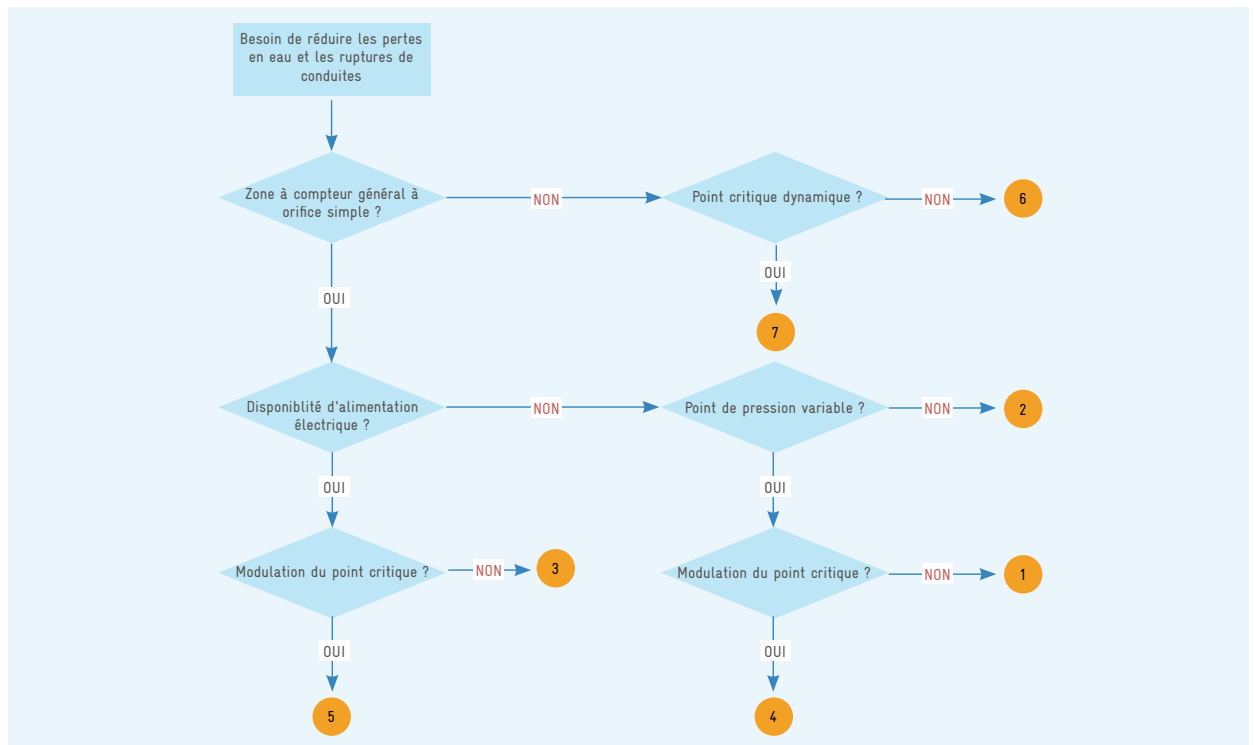 Besoin de réduire les pertes
en eau et les ruptures de
conduites
Zone à compteur général à
orifice simple ?
NON
Point critique dynamique ?
NON
6
OUI
OUI
7
Disponiblité d'alimentation
électrique ?
NON
Point de pression variable ?
NON
2
OUI
OUI
Modulation du point critique ?
NON
3
Modulation du point critique ?
NON
1
OUI
OUI
5
4